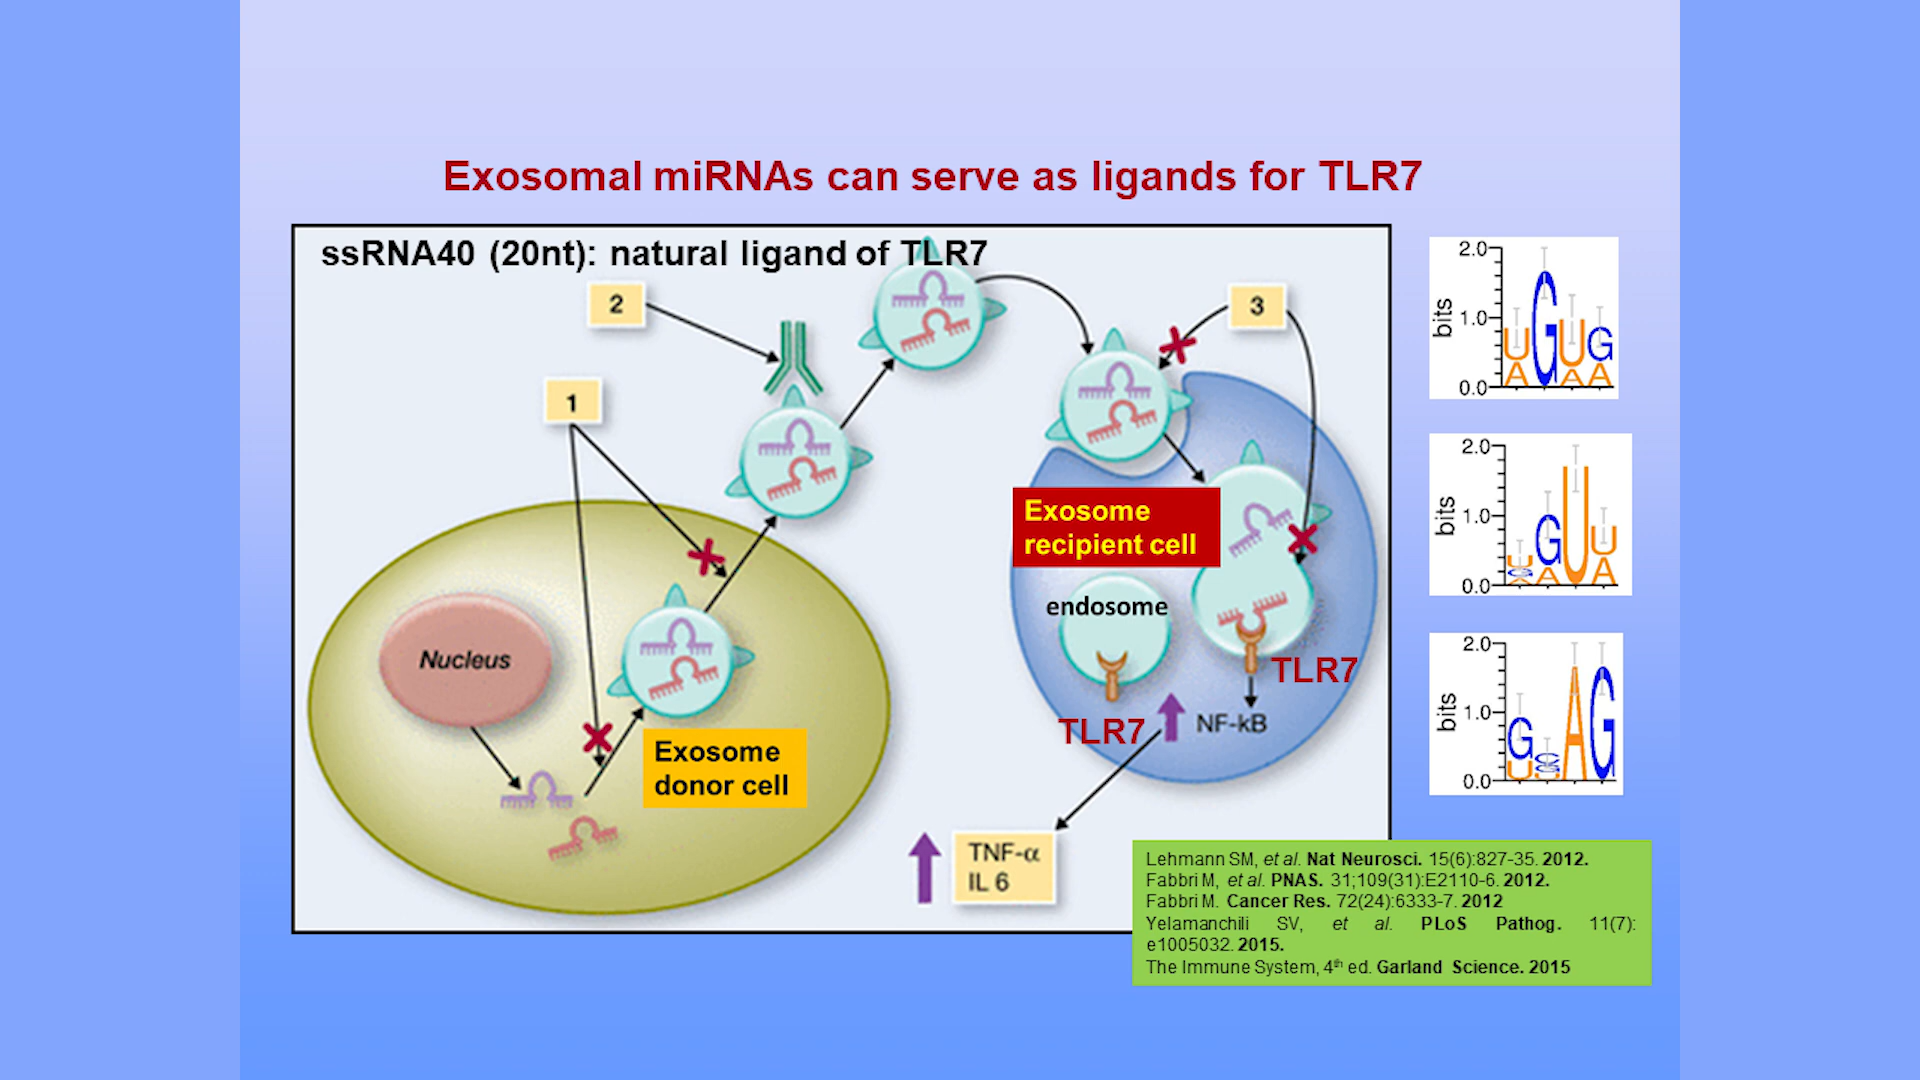 Exosomal miRNAs can serve as ligands for TLR7
ssRNA40 (20nt): natural ligand of TLR7
2
3
1
Exosome
recipient cell
endosome
Nucleus
TLR7
TLR7
NF-kB
Exosome
donor cell
TNF-α
IL 6
2.0
1.0
0.0
bits
U G U G
A A A
2.0
1.0
0.0
bits
U G U U
G A A
A
2.0
1.0
0.0
bits
G C A G
U G
U
Lehmann SM, et al. Nat Neurosci. 15(6):827-35. 2012.
Fabbri M, et al. PNAS. 31;109(31):E2110-6. 2012.
Fabbri M. Cancer Res. 72(24):6333-7. 2012
Yelamanchili SV, et al. PLoS Pathog. 11(7):
e1005032. 2015.
The Immune System, 4th ed. Garland Science. 2015